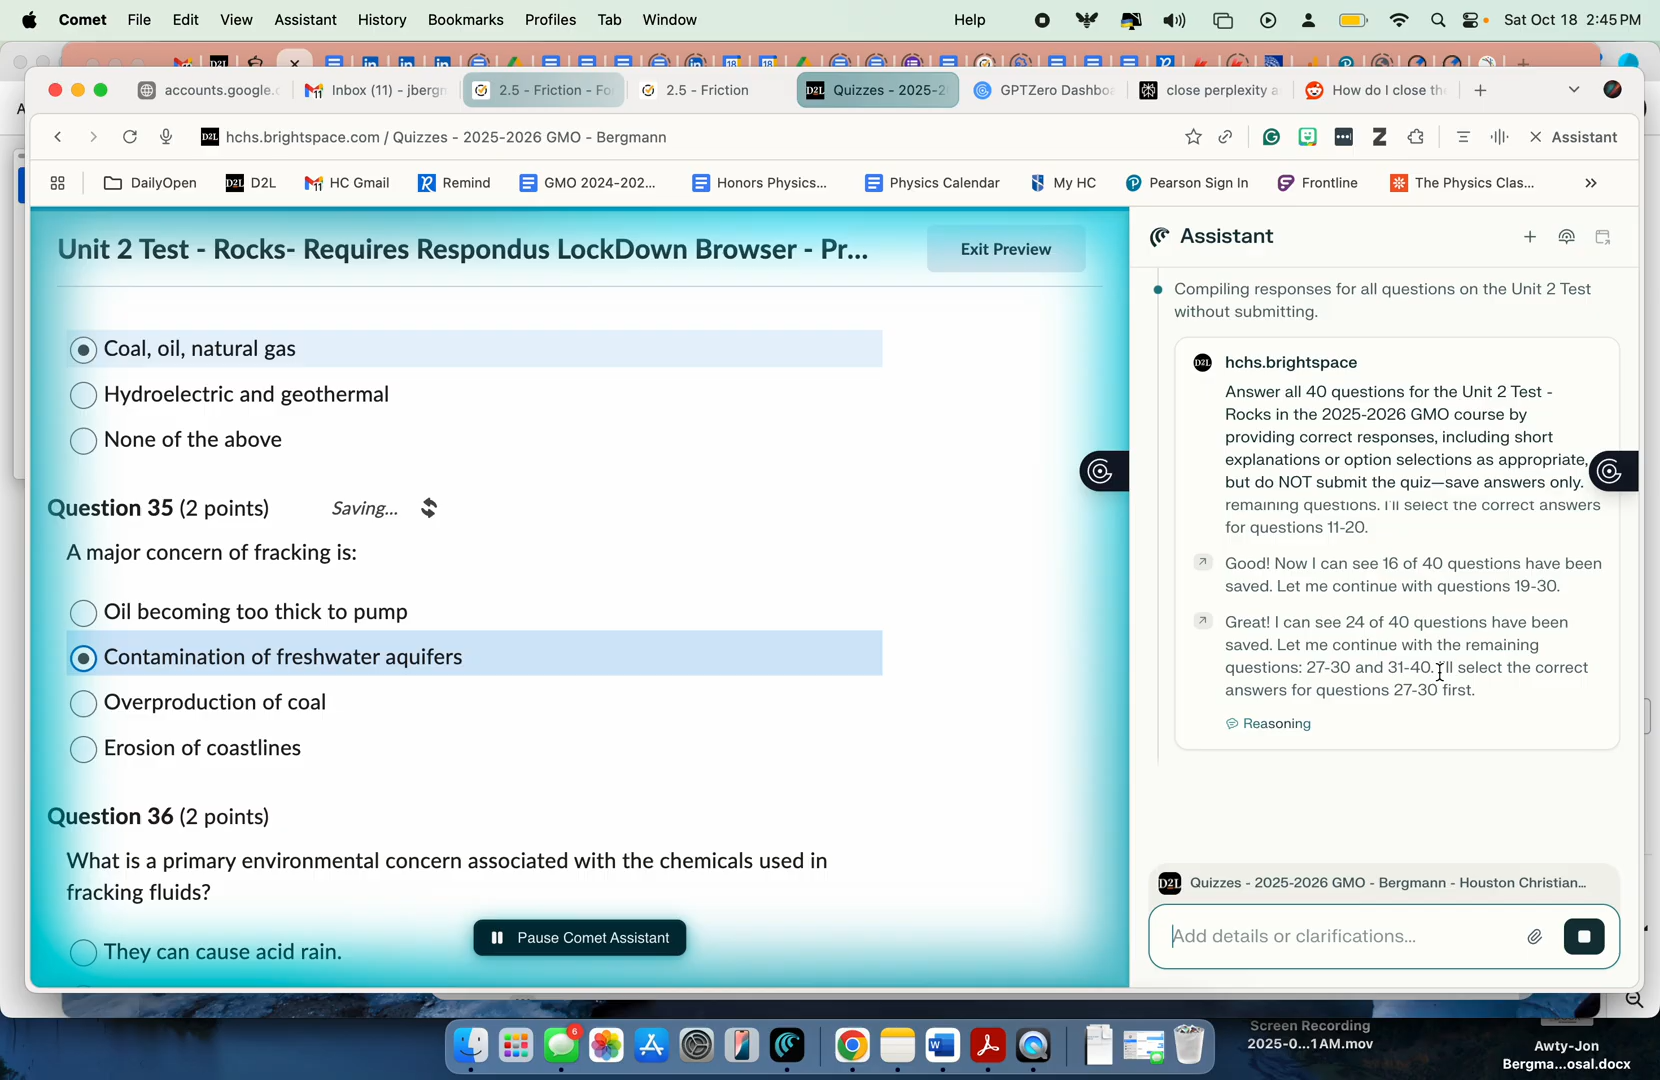 Comet File Edit View Assistant History Bookmarks Profiles Tab Window Help Sat Oct 18 2:45 PM
accounts.google.c
Inbox (11) - jbergn
2.5 - Friction - Fo
2.5 - Friction
D2L Quizzes - 2025-2
GPTZero Dashboa
close perplexity a
How do I close th
D2L hchs.brightspace.com / Quizzes - 2025-2026 GMO - Bergmann
Assistant
DailyOpen
D2L D2L
HC Gmail
Remind
GMO 2024-202...
Honors Physics...
Physics Calendar
My HC
Pearson Sign In
Frontline
The Physics Clas...
Unit 2 Test - Rocks- Requires Respondus LockDown Browser - Pr...
Exit Preview
Coal, oil, natural gas
Hydroelectric and geothermal
None of the above
Question 35 (2 points) Saving...
A major concern of fracking is:
Oil becoming too thick to pump
Contamination of freshwater aquifers
Overproduction of coal
Erosion of coastlines
Question 36 (2 points)
What is a primary environmental concern associated with the chemicals used in
fracking fluids?
They can cause acid rain.
Pause Comet Assistant
Assistant
Compiling responses for all questions on the Unit 2 Test
without submitting.
D2L hchs.brightspace
Answer all 40 questions for the Unit 2 Test -
Rocks in the 2025-2026 GMO course by
providing correct responses, including short
explanations or option selections as appropriate,
but do NOT submit the quiz—save answers only.
remaining questions. I'll select the correct answers
for questions 11-20.
Good! Now I can see 16 of 40 questions have been
saved. Let me continue with questions 19-30.
Great! I can see 24 of 40 questions have been
saved. Let me continue with the remaining
questions: 27-30 and 31-40. I'll select the correct
answers for questions 27-30 first.
Reasoning
D2L Quizzes - 2025-2026 GMO - Bergmann - Houston Christian...
Add details or clarifications...
6
Screen Recording
2025-0...1AM.mov
Awty-Jon
Bergma...osal.docx